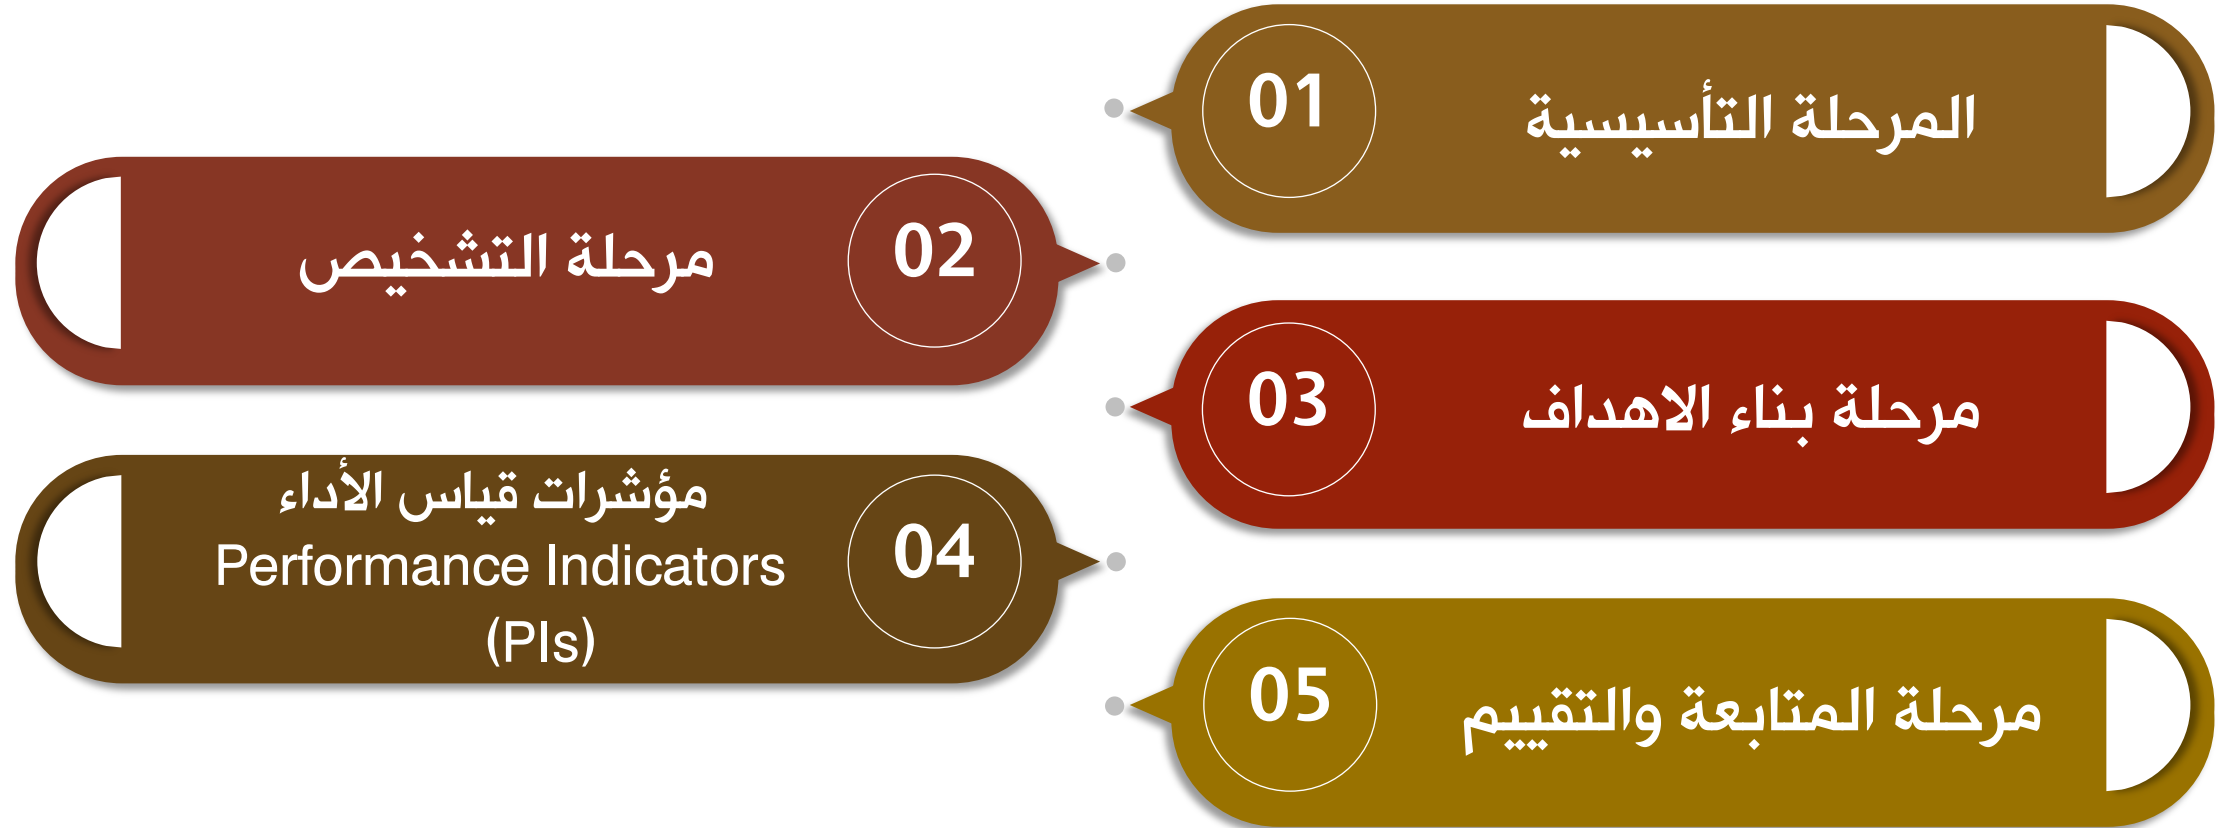 01
المرحلة التأسيسية
02
مرحلة التشخيص
03
مرحلة بناء الاهداف
04
مؤشرات قياس الأداء
Performance Indicators
(PIs)
05
مرحلة المتابعة والتقييم